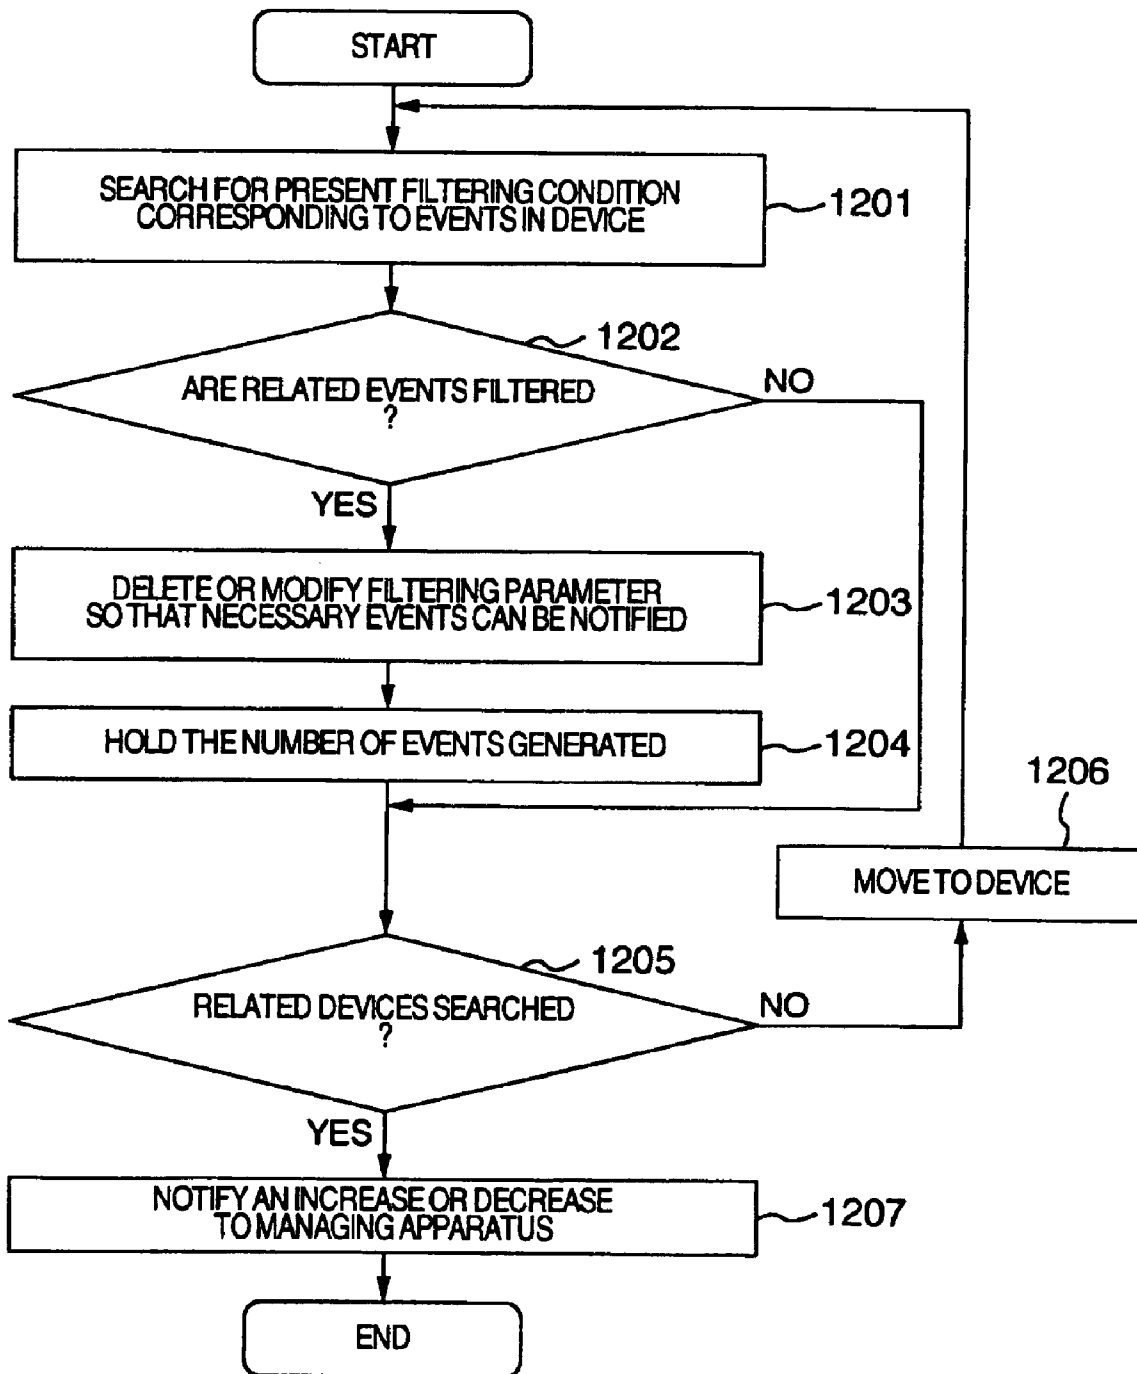 START
SEARCH FOR PRESENT FILTERING CONDITION
CORRESPONDING TO EVENTS IN DEVICE
1201
1202
ARE RELATED EVENTS FILTERED
?
NO
YES
DELETE OR MODIFY FILTERING PARAMETER
SO THAT NECESSARY EVENTS CAN BE NOTIFIED
1203
HOLD THE NUMBER OF EVENTS GENERATED
1204
1206
MOVE TO DEVICE
1205
RELATED DEVICES SEARCHED
?
NO
YES
NOTIFY AN INCREASE OR DECREASE
TO MANAGING APPARATUS
1207
END